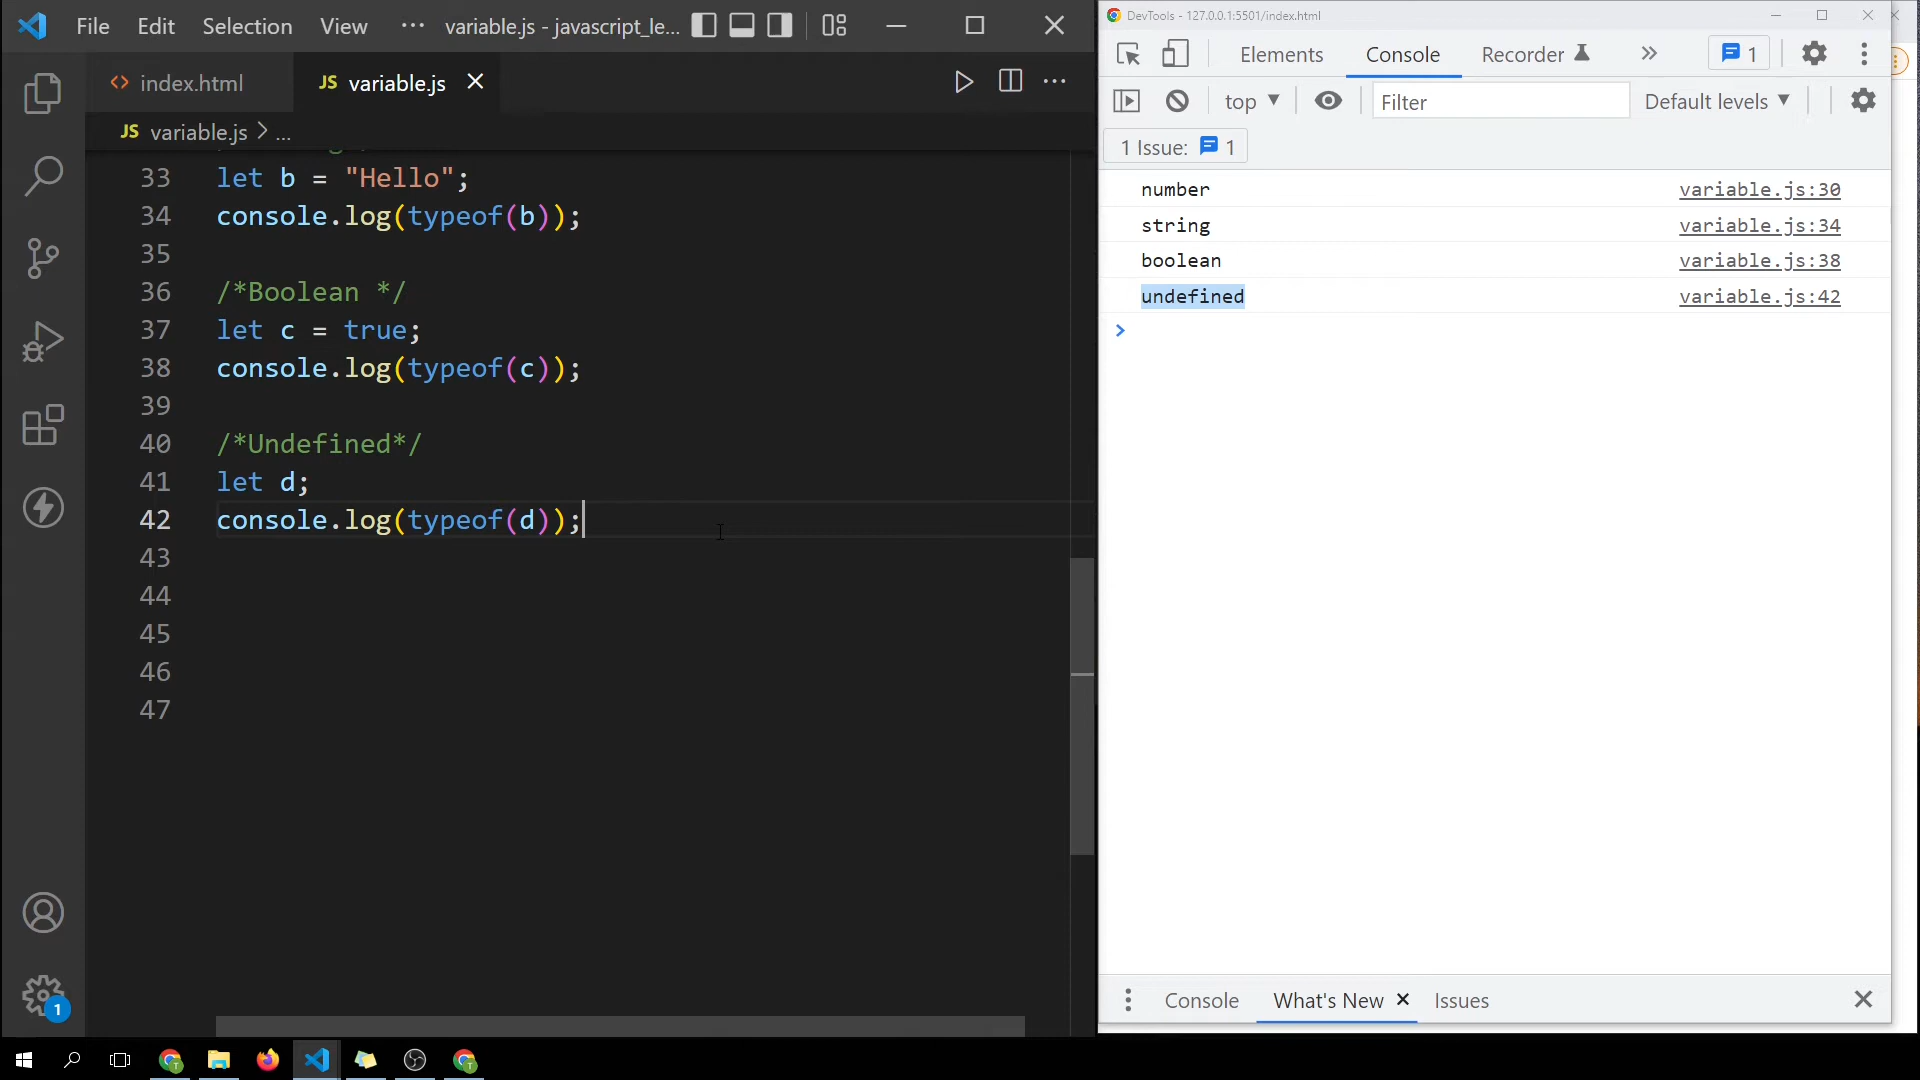 File Edit Selection View ··· variable.js - javascript_le...
index.html
JS variable.js
JS variable.js > ...
33 let b = "Hello";
34 console.log(typeof(b));
35
36 /*Boolean */
37 let c = true;
38 console.log(typeof(c));
39
40 /*Undefined*/
41 let d;
42 console.log(typeof(d));
43
44
45
46
47
1
DevTools - 127.0.0.1:5501/index.html
Elements Console Recorder 1
top Filter Default levels
1 Issue: 1
number variable.js:30
string variable.js:34
boolean variable.js:38
undefined variable.js:42
>
Console What's New Issues